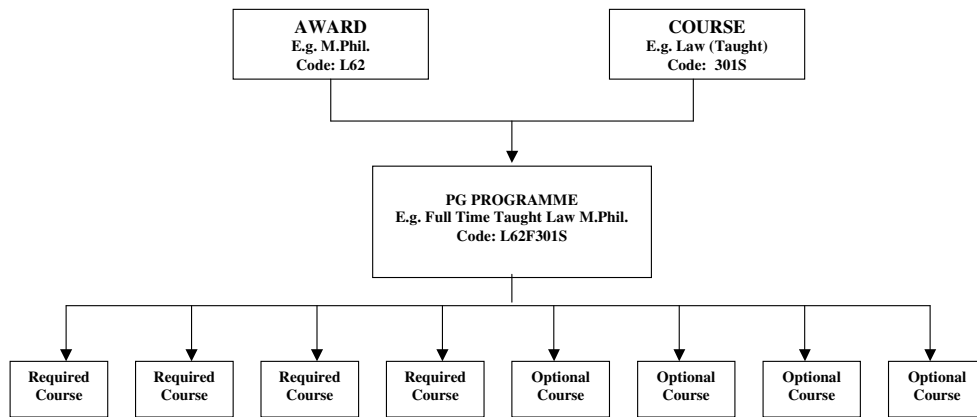 AWARD
E.g. M.Phil.
Code: L62
COURSE
E.g. Law (Taught)
Code: 301S
PG PROGRAMME
E.g. Full Time Taught Law M.Phil.
Code: L62F301S
Required
Course
Required
Course
Required
Course
Required
Course
Optional
Course
Optional
Course
Optional
Course
Optional
Course